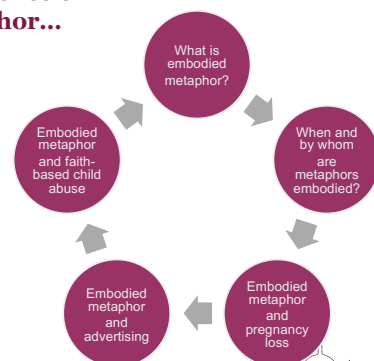 hor...
What is
embodied
metaphor?
When and
by whom
are
metaphors
embodied?
Embodied
metaphor
and
pregnancy
loss
Embodied
metaphor
and
advertising
Embodied
metaphor
and faith-
based child
abuse